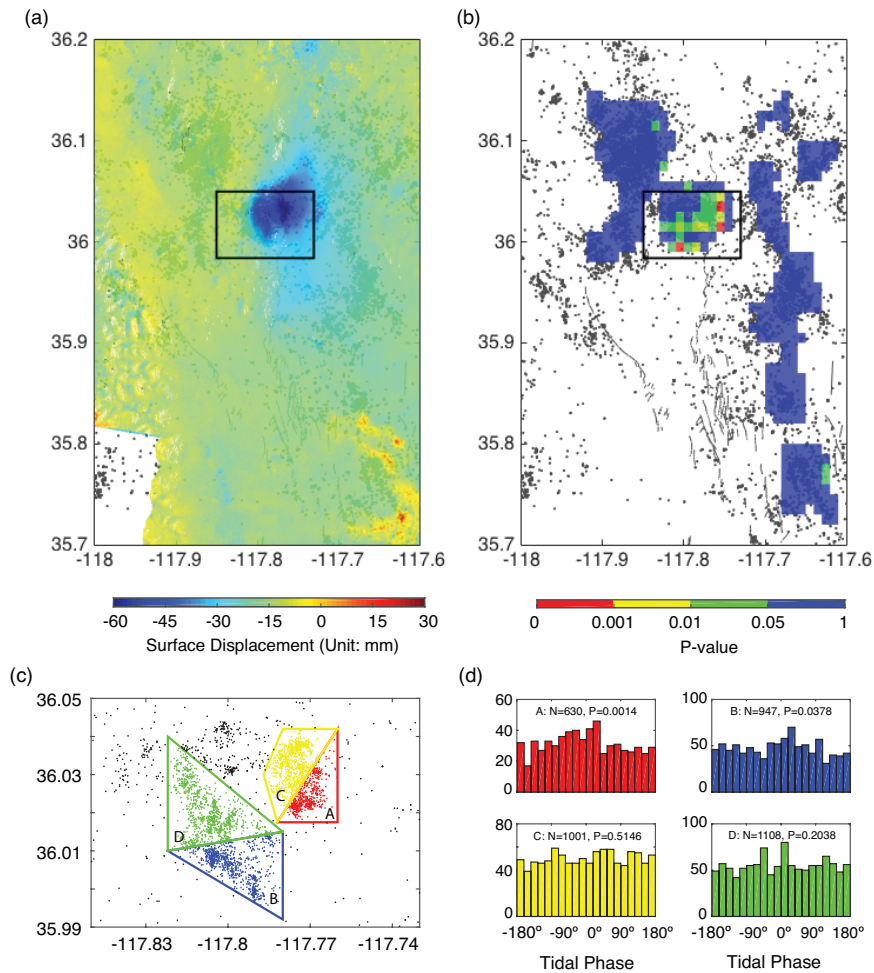 (a)
(b)
36.2
36.1
36
35.9
35.8
35.7
-118 -117.9 -117.8 -117.7 -117.6
36.2
36.1
36
35.9
35.8
35.7
-118 -117.9 -117.8 -117.7 -117.6
-60 -45 -30 -15 0 15 30
Surface Displacement (Unit: mm)
0 0.001 0.01 0.05 1
P-value
(c)
36.05
36.03
36.01
35.99
-117.83 -117.8 -117.77 -117.74
C
A
D
B
(d)
60
40
20
0
A: N=630, P=0.0014
100
50
0
B: N=947, P=0.0378
80
40
0
C: N=1001, P=0.5146
-180° -90° 0° 90° 180°
Tidal Phase
100
50
0
D: N=1108, P=0.2038
-180° -90° 0° 90° 180°
Tidal Phase